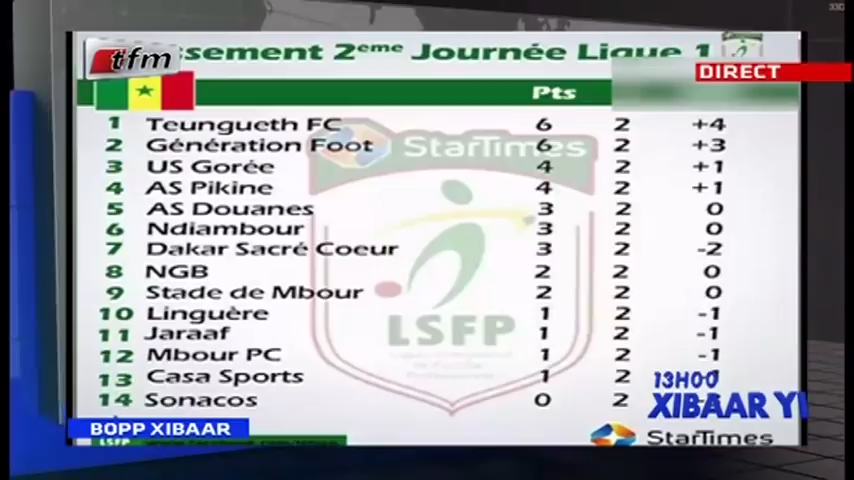 tfm
ssement 2ème Journée Ligue 1
DIRECT
Pts
1 Teungueth FC 6 2 +4
2 Génération Foot 6 2 +3
3 US Gorée 4 2 +1
4 AS Pikine 4 2 +1
5 AS Douanes 3 2 0
6 Ndiambour 3 2 0
7 Dakar Sacré Coeur 3 2 -2
8 NGB 2 2 0
9 Stade de Mbour 2 2 0
10 Linguère 1 2 -1
11 Jaraaf 1 2 -1
12 Mbour PC 1 2 -1
13 Casa Sports 1 2
14 Sonacos 0 2
StarTimes
LSFP
13H00
XIBAAR YI
BOPP XIBAAR
LSFP
StarTimes